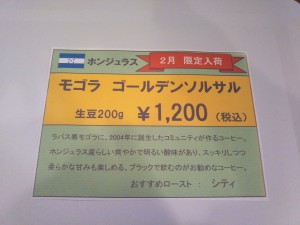 ホンジュラス
2月 限定入荷
モゴラ ゴールデンソルサル
生豆200g ¥1,200(税込)
ラパス県モゴラに、2004年に誕生したコミュニティが作るコーヒー。
ホンジュラス産らしい爽やかで明るい酸味があり、スッキリしつつ
柔らかな甘みも楽しめる、ブラックで飲むのがお勧めなコーヒー。
おすすめロースト : シティ